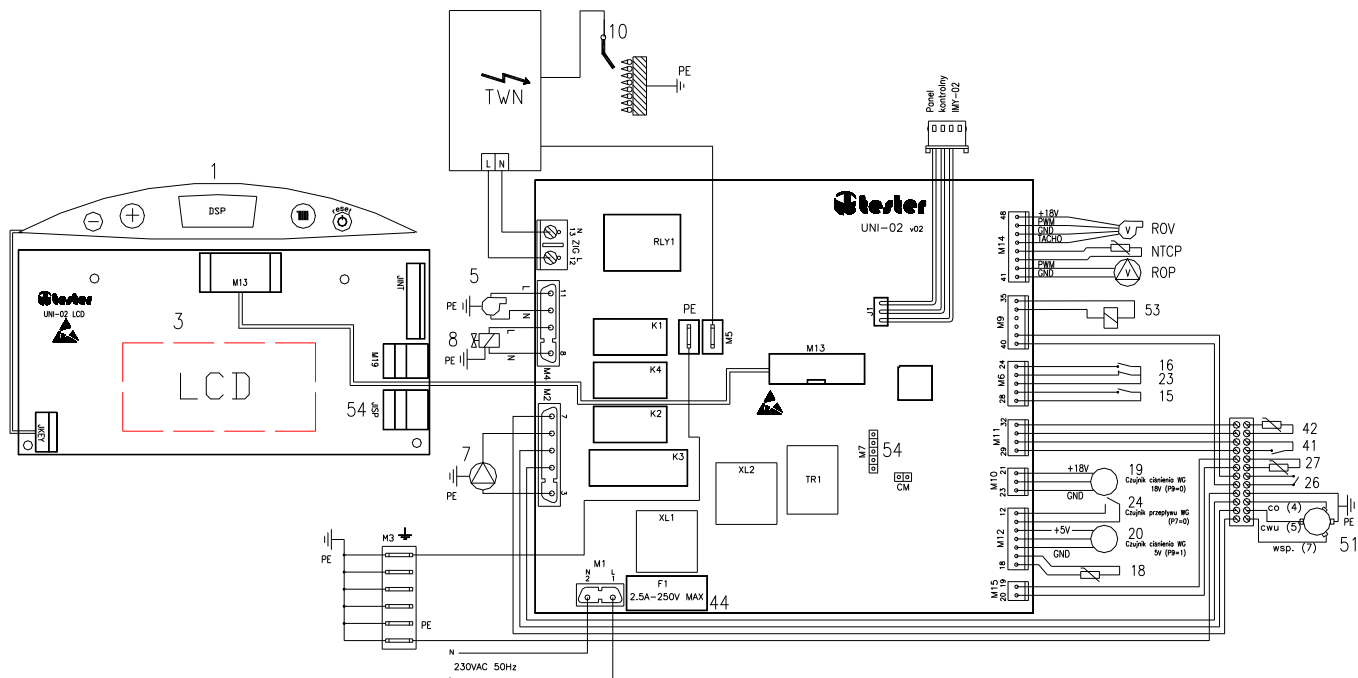 10
PE
TWN
L N
Panel
kontrolny
IMY-02
1
DSP
reset
M13
JINT
tester
UNI-02 LCD
3
LCD
M19
54
JISP
JKEY
tester
UNI-02 v02
N
13
ZIG
L
12
RLY1
5
PE
L
N
11
8
L
N
PE
8
M4
K1
K4
K2
K3
PE
M5
M13
J1
M2
7
3
7
PE
XL2
TR1
XL1
M7
54
CM
M3
PE
PE
M1
N
2
L
1
F1
2.5A-250V MAX
44
N
230VAC 50Hz
48
M14
41
+18V
PWM
GND
TACHO
PWM
GND
V
ROV
NTCP
V
ROP
35
M9
40
53
24
M6
28
16
23
15
32
M11
29
42
41
27
26
21
M10
23
+18V
GND
19
Czujnik ciśnienia WG
18V (P9=0)
24
Czujnik przepływu WG
(P7=0)
12
M12
18
+5V
GND
20
Czujnik ciśnienia WG
5V (P9=1)
18
M15
19
20
co (4)
cwu (5)
wsp. (7)
PE
51